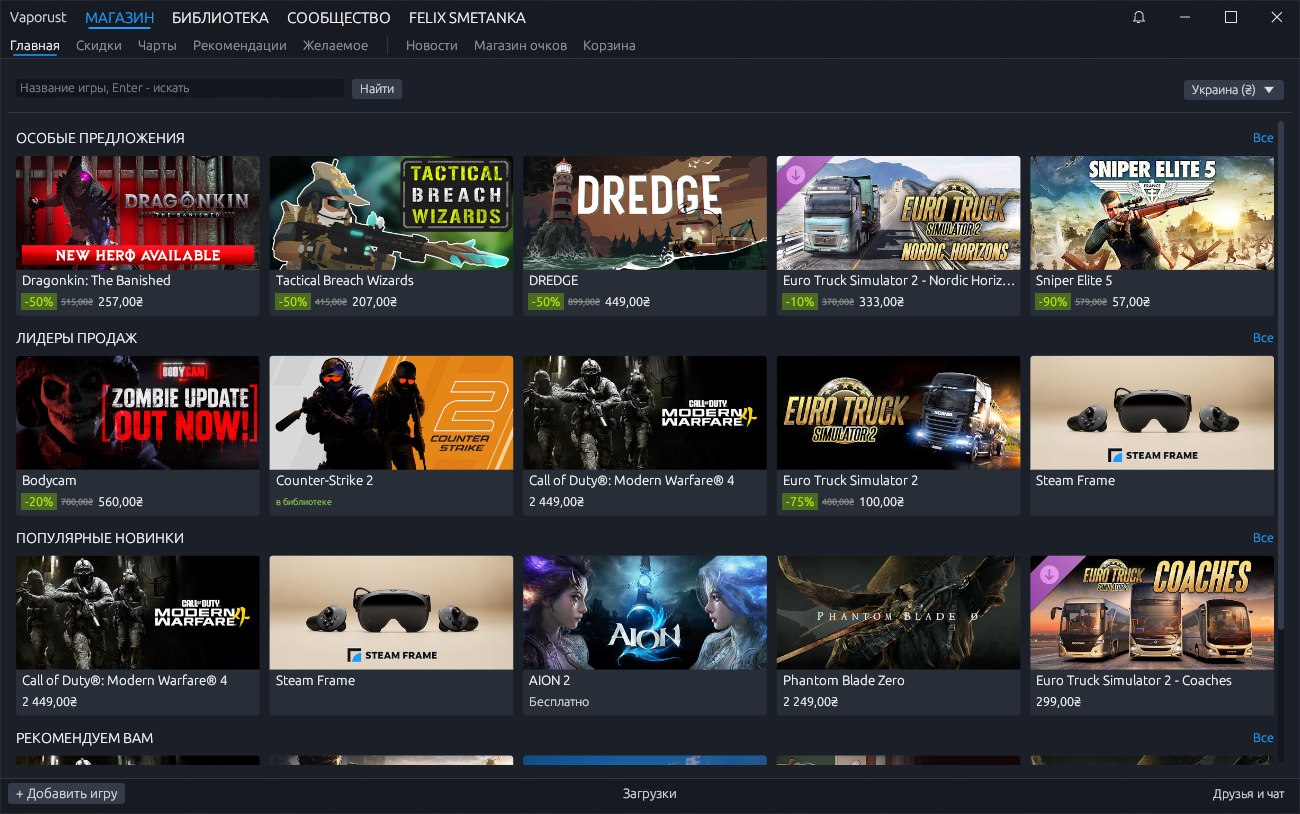 Vaporust МАГАЗИН БИБЛИОТЕКА СООБЩЕСТВО FELIX SMETANKA
Главная Скидки Чарты Рекомендации Желаемое Новости Магазин очков Корзина
Название игры, Enter - искать Найти Украина (₴)
ОСОБЫЕ ПРЕДЛОЖЕНИЯ Все
DRAGONKIN
THE BANISHED
NEW HERO AVAILABLE
TACTICAL
BREACH
WIZARDS
DREDGE
EURO TRUCK
SIMULATOR 2
NORDIC HORIZONS
SNIPER ELITE 5
FRANCE
Dragonkin: The Banished Tactical Breach Wizards DREDGE Euro Truck Simulator 2 - Nordic Horiz... Sniper Elite 5
-50% 515,00₴ 257,00₴ -50% 415,00₴ 207,00₴ -50% 899,00₴ 449,00₴ -10% 370,00₴ 333,00₴ -90% 579,00₴ 57,00₴
ЛИДЕРЫ ПРОДАЖ Все
BODYCAM
ZOMBIE UPDATE
OUT NOW!
2
COUNTER
STRIKE
CALL OF DUTY
MODERN
WARFARE 4
EURO TRUCK
SIMULATOR 2
STEAM FRAME
Bodycam Counter-Strike 2 Call of Duty®: Modern Warfare® 4 Euro Truck Simulator 2 Steam Frame
-20% 700,00₴ 560,00₴ в библиотеке 2 449,00₴ -75% 400,00₴ 100,00₴
ПОПУЛЯРНЫЕ НОВИНКИ Все
CALL OF DUTY
MODERN
WARFARE 4
STEAM FRAME
AION
2
PHANTOM BLADE 0
EURO TRUCK
SIMULATOR 2
COACHES
Call of Duty®: Modern Warfare® 4 Steam Frame AION 2 Phantom Blade Zero Euro Truck Simulator 2 - Coaches
2 449,00₴ Бесплатно 2 249,00₴ 299,00₴
РЕКОМЕНДУЕМ ВАМ Все
+ Добавить игру Загрузки Друзья и чат